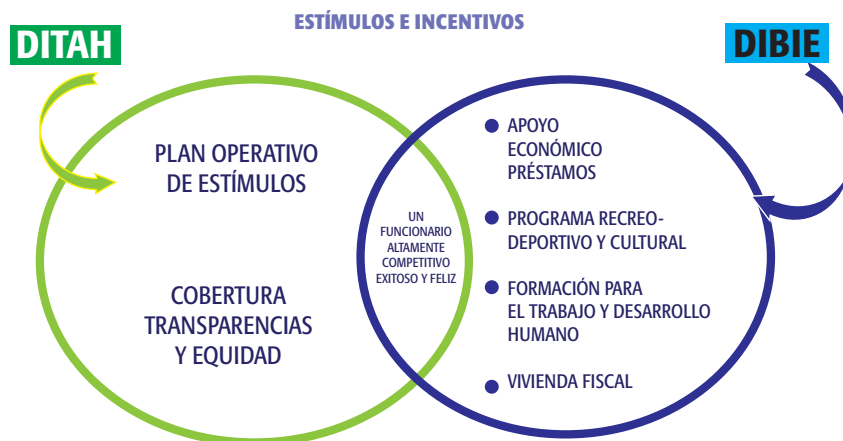 ESTÍMULOS E INCENTIVOS
DITAH
DIBIE
PLAN OPERATIVO
DE ESTÍMULOS
COBERTURA
TRANSPARENCIAS
Y EQUIDAD
UN
FUNCIONARIO
ALTAMENTE
COMPETITIVO
EXITOSO Y FELIZ
APOYO
ECONÓMICO
PRÉSTAMOS
PROGRAMA RECREO-
DEPORTIVO Y CULTURAL
FORMACIÓN PARA
EL TRABAJO Y DESARROLLO
HUMANO
VIVIENDA FISCAL